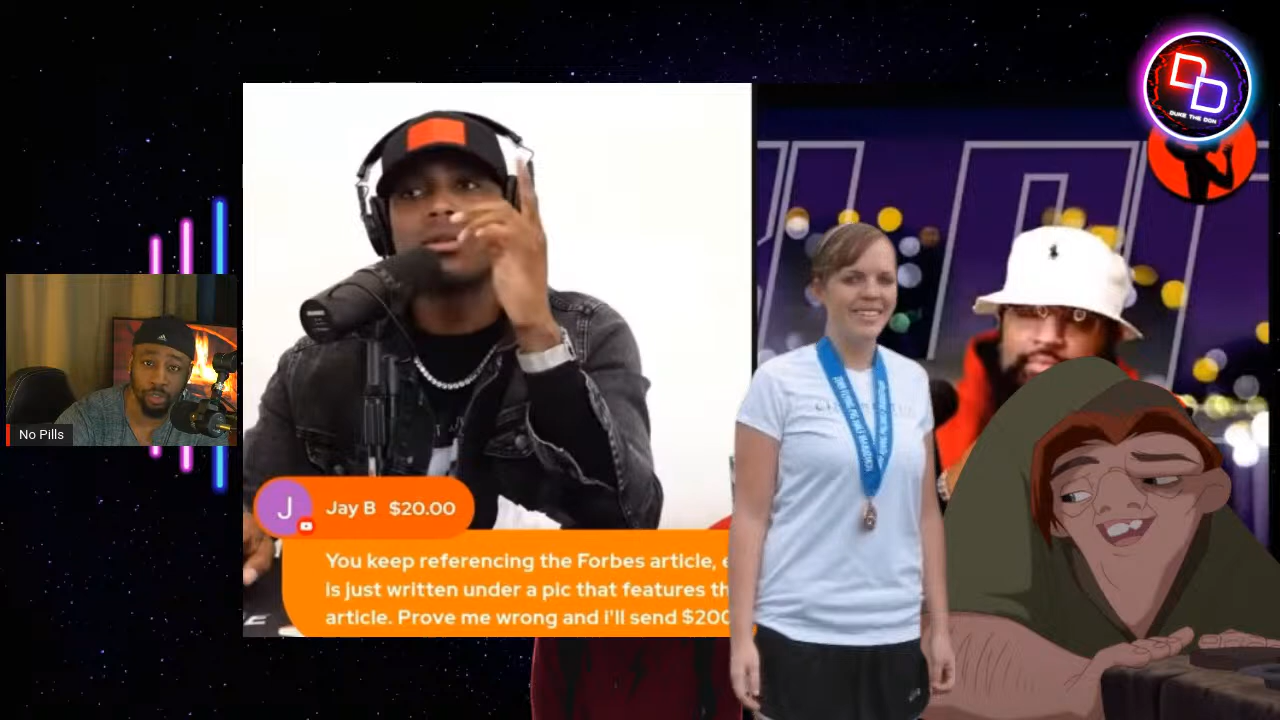 DUKE THE DON
No Pills
Jay B $20.00
You keep referencing the Forbes article, e
is just written under a pic that features th
article. Prove me wrong and i'll send $200